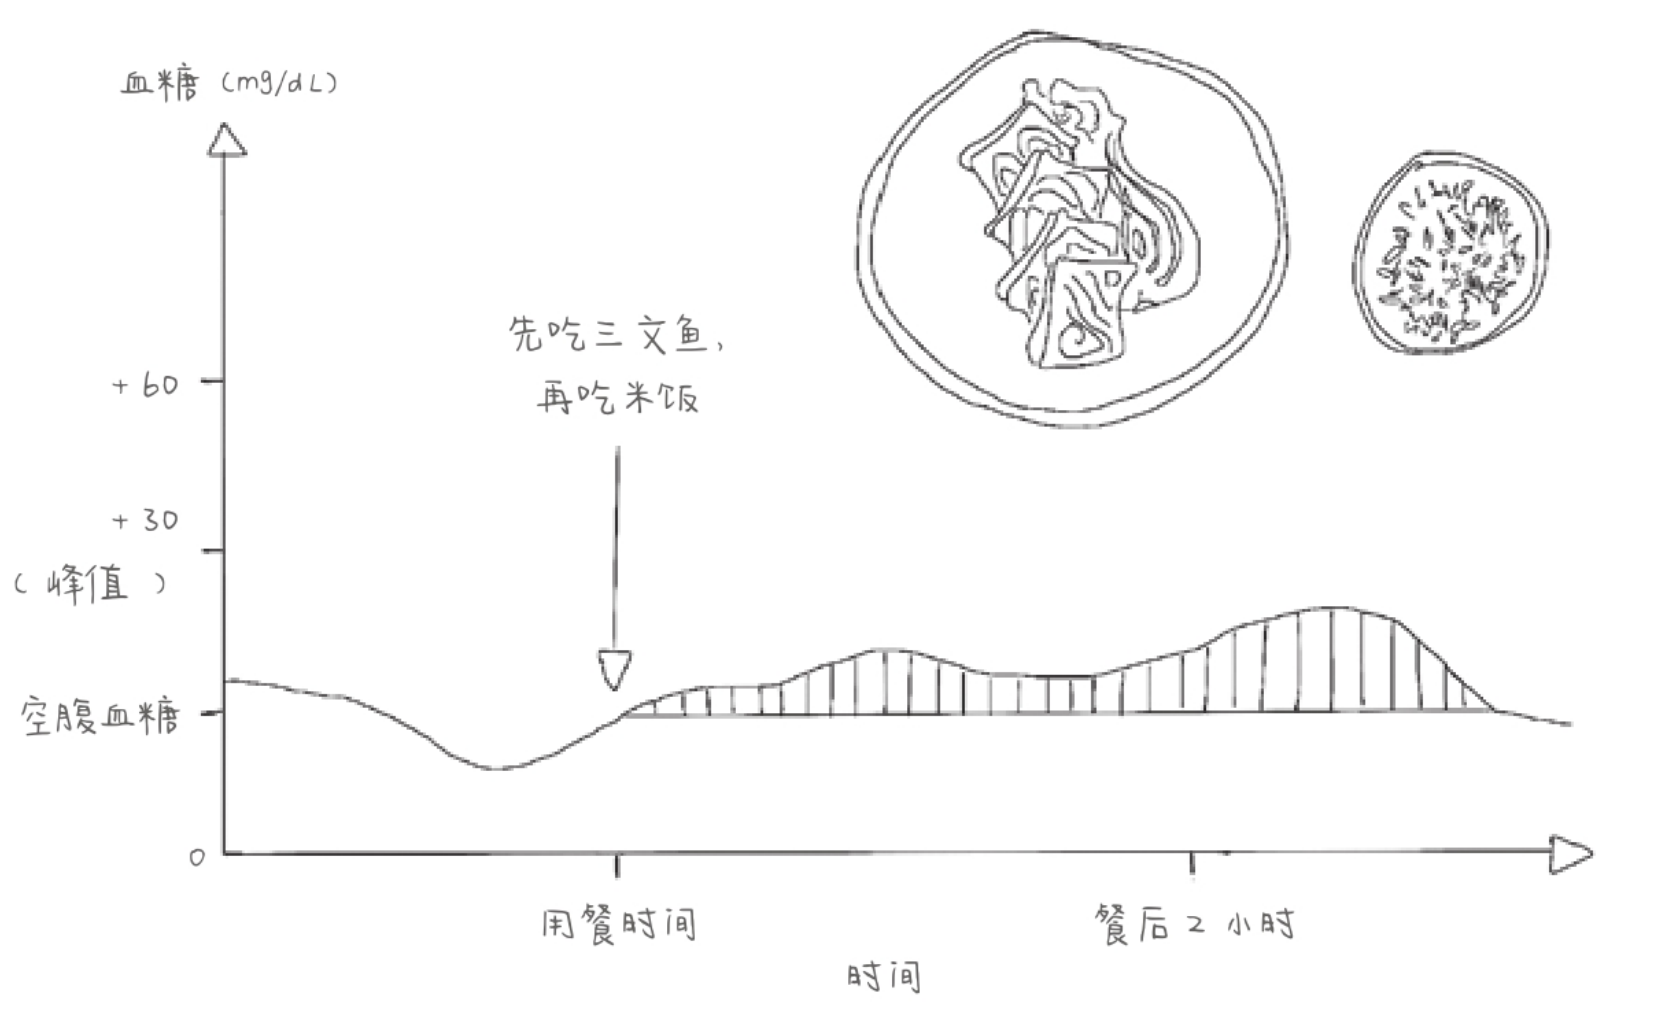 血糖 (mg/dL)
先吃三文鱼,
再吃米饭
+60
+30
(峰值)
空腹血糖
0
用餐时间
餐后2小时
时间